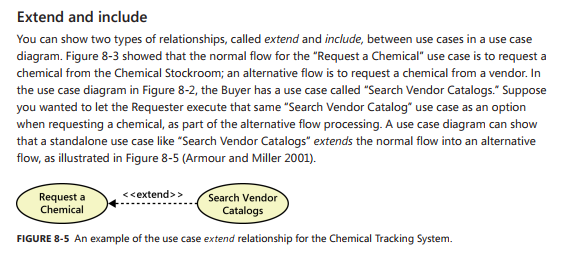 Extend and include
You can show two types of relationships, called extend and include, between use cases in a use case
diagram. Figure 8-3 showed that the normal flow for the “Request a Chemical” use case is to request a
chemical from the Chemical Stockroom; an alternative flow is to request a chemical from a vendor. In
the use case diagram in Figure 8-2, the Buyer has a use case called “Search Vendor Catalogs.” Suppose
you wanted to let the Requester execute that same “Search Vendor Catalog” use case as an option
when requesting a chemical, as part of the alternative flow processing. A use case diagram can show
that a standalone use case like “Search Vendor Catalogs” extends the normal flow into an alternative
flow, as illustrated in Figure 8-5 (Armour and Miller 2001).
Request a
Chemical
<<extend>>
Search Vendor
Catalogs
FIGURE 8-5 An example of the use case extend relationship for the Chemical Tracking System.